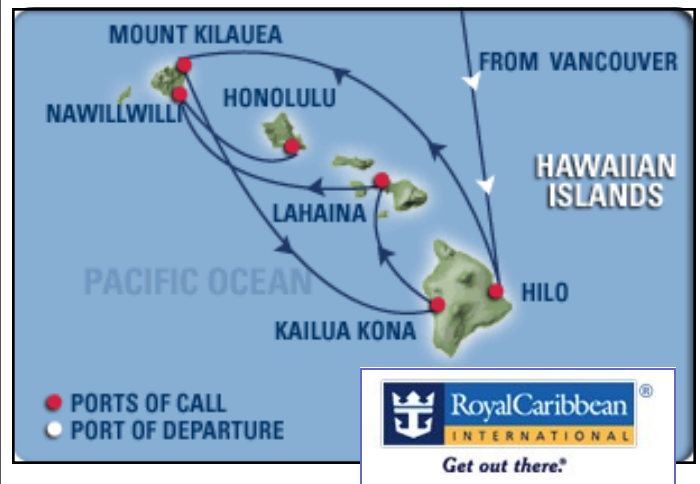 MOUNT KILAUEA
FROM VANCOUVER
HONOLULU
NAWILLWILLI
HAWAIIAN
ISLANDS
LAHAINA
PACIFIC OCEAN
HILO
KAILUA KONA
PORTS OF CALL
PORT OF DEPARTURE
RoyalCaribbean®
INTERNATIONAL
Get out there.®